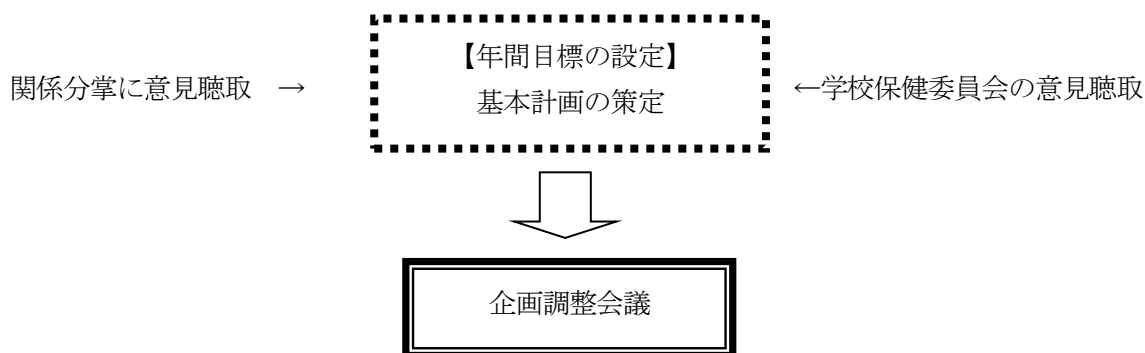 【年間目標の設定】
関係分掌に意見聴取 →
基本計画の策定
←学校保健委員会の意見聴取
企画調整会議